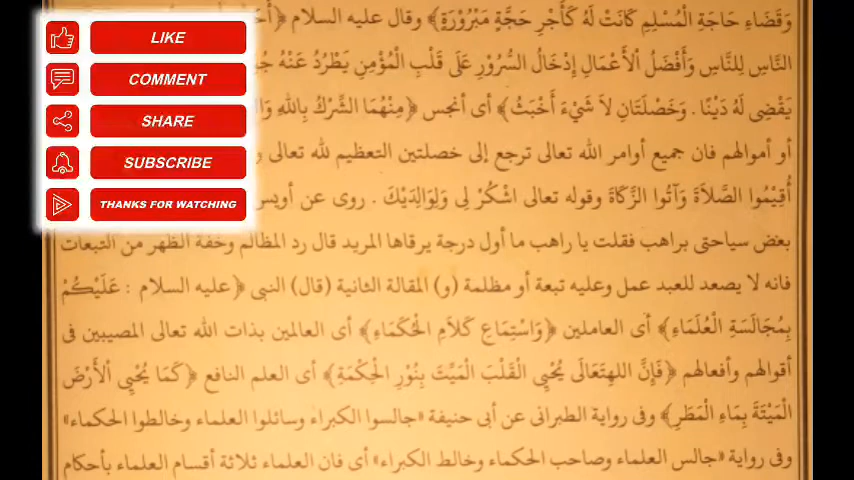 LIKE
COMMENT
SHARE
SUBSCRIBE
THANKS FOR WATCHING
وَقَضَاءِ حَاجَةِ الْمُسْلِمِ كَانَتْ لَهُ كَأَجْرِ حَجَّةٍ مَبْرُورَةٍ﴾ وقال عليه السلام
النَّاسِ لِلنَّاسِ وَأَفْضَلُ الْأَعْمَالِ إِدْخَالُ السُّرُورِ عَلَى قَلْبِ الْمُؤْمِنِ يَطْرُدُ عَنْهُ
يَقْضِى لَهُ دَيْنًا . وَخَصْلَتَانِ لاَ شَيْءَ أَخْبَثُ﴾ أى أنجس ﴿مِنْهُمَا الشِّرْكُ بِاللهِ
أو أموالهم فان جميع أوامر الله تعالى ترجع إلى خصلتين التعظيم لله تعالى
أَقِيمُوا الصَّلاَةَ وَآتُوا الزَّكَاةَ وقوله تعالى اشْكُرْ لِى وَلِوَالِدَيْكَ . روى عن أويس
بعض سياحتى براهب فقلت يا راهب ما أول درجة يرقاها المريد قال رد المظالم وخفة الظهر من التبعات
فانه لا يصعد للعبد عمل وعليه تبعة أو مظلمة (و) المقالة الثانية (قال) النبى ﴿عليه السلام : عَلَيْكُمْ
بِمُجَالَسَةِ الْعُلَمَاءِ﴾ أى العاملين ﴿وَاسْتِمَاعِ كَلاَمِ الْحُكَمَاءِ﴾ أى العالمين بذات الله تعالى المصيبين فى
أقوالهم وأفعالهم ﴿فَإِنَّ اللهتَعَالَى يُحْيِى الْقَلْبَ الْمَيِّتَ بِنُورِ الْحِكْمَةِ﴾ أى العلم النافع ﴿كَمَا يُحْيِى الْأَرْضَ
الْمَيْتَةَ بِمَاءِ الْمَطَرِ﴾ وفى رواية الطبرانى عن أبى حنيفة «جالسوا الكبراء وسائلوا العلماء وخالطوا الحكماء»
وفى رواية «جالس العلماء وصاحب الحكماء وخالط الكبراء» أى فان العلماء ثلاثة أقسام العلماء بأحكام